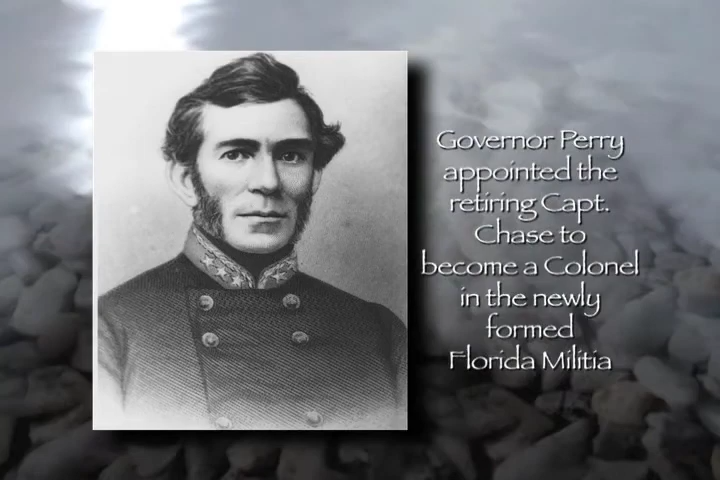 Governor Perry
appointed the
retiring Capt.
Chase to
become a Colonel
in the newly
formed
Florida Militia